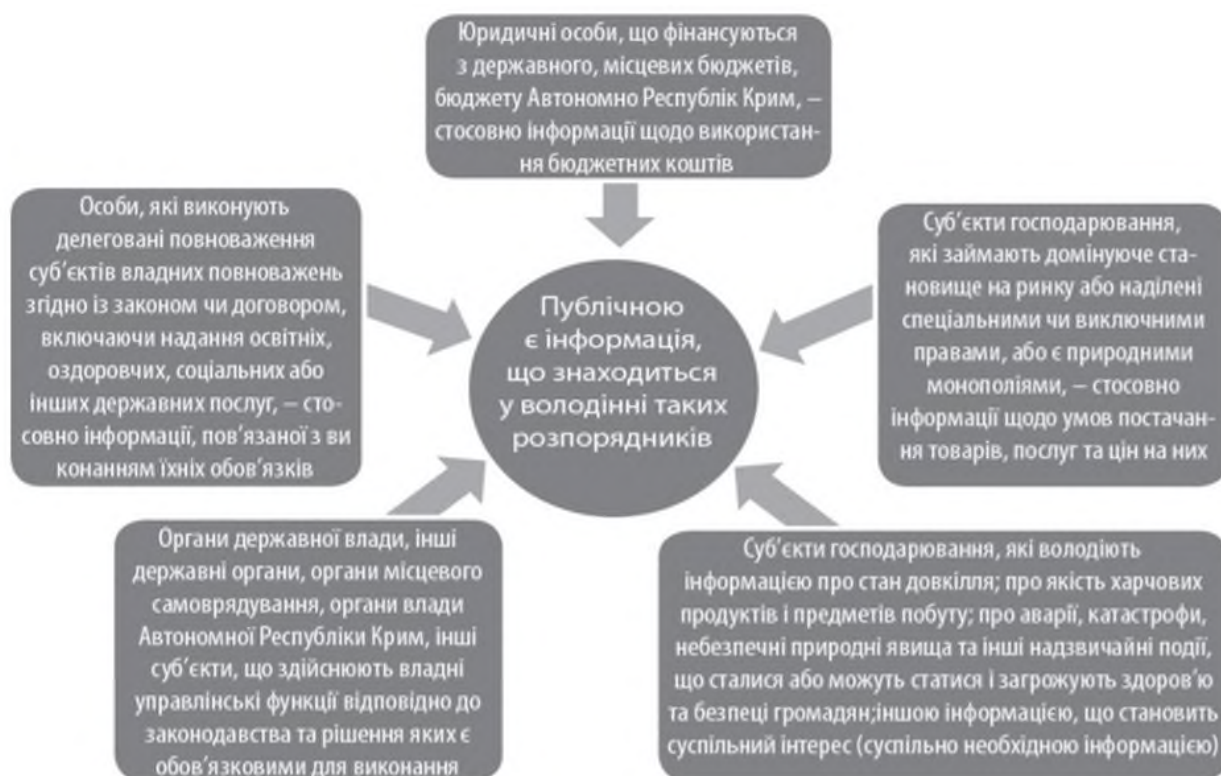 Юридичні особи, що фінансуються
з державного, місцевих бюджетів,
бюджету Автономно Республік Крим, –
стосовно інформації щодо використан-
ня бюджетних коштів
Особи, які виконують
делеговані повноваження
суб’єктів владних повноважень
згідно із законом чи договором,
включаючи надання освітніх,
оздоровчих, соціальних або
інших державних послуг, – сто-
совно інформації, пов’язаної з ви
конанням їхніх обов’язків
Публічною
є інформація,
що знаходиться
у володінні таких
розпорядників
Суб’єкти господарювання,
які займають домінуюче ста-
новище на ринку або наділені
спеціальними чи виключними
правами, або є природними
монополіями, – стосовно
інформації щодо умов постачан-
ня товарів, послуг та цін на них
Органи державної влади, інші
державні органи, органи місцевого
самоврядування, органи влади
Автономної Республіки Крим, інші
суб’єкти, що здійснюють владні
управлінські функції відповідно до
законодавства та рішення яких є
обов’язковими для виконання
Суб’єкти господарювання, які володіють
інформацією про стан довкілля; про якість харчових
продуктів і предметів побуту; про аварії, катастрофи,
небезпечні природні явища та інші надзвичайні події,
що сталися або можуть статися і загрожують здоров’ю
та безпеці громадян;іншою інформацією, що становить
суспільний інтерес (суспільно необхідною інформацією)